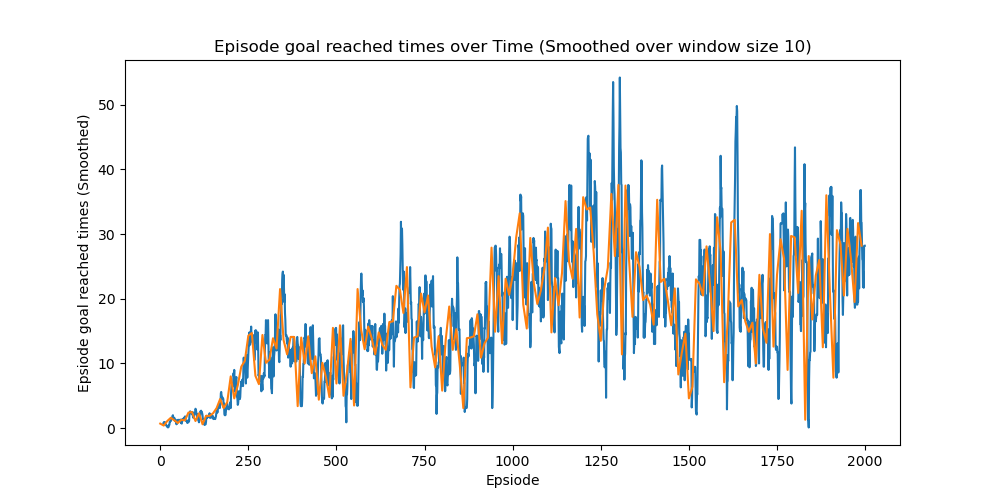 Episode goal reached times over Time (Smoothed over window size 10)
Epsiode goal reached times (Smoothed)
50
40
30
20
10
0
0 250 500 750 1000 1250 1500 1750 2000
Epsiode